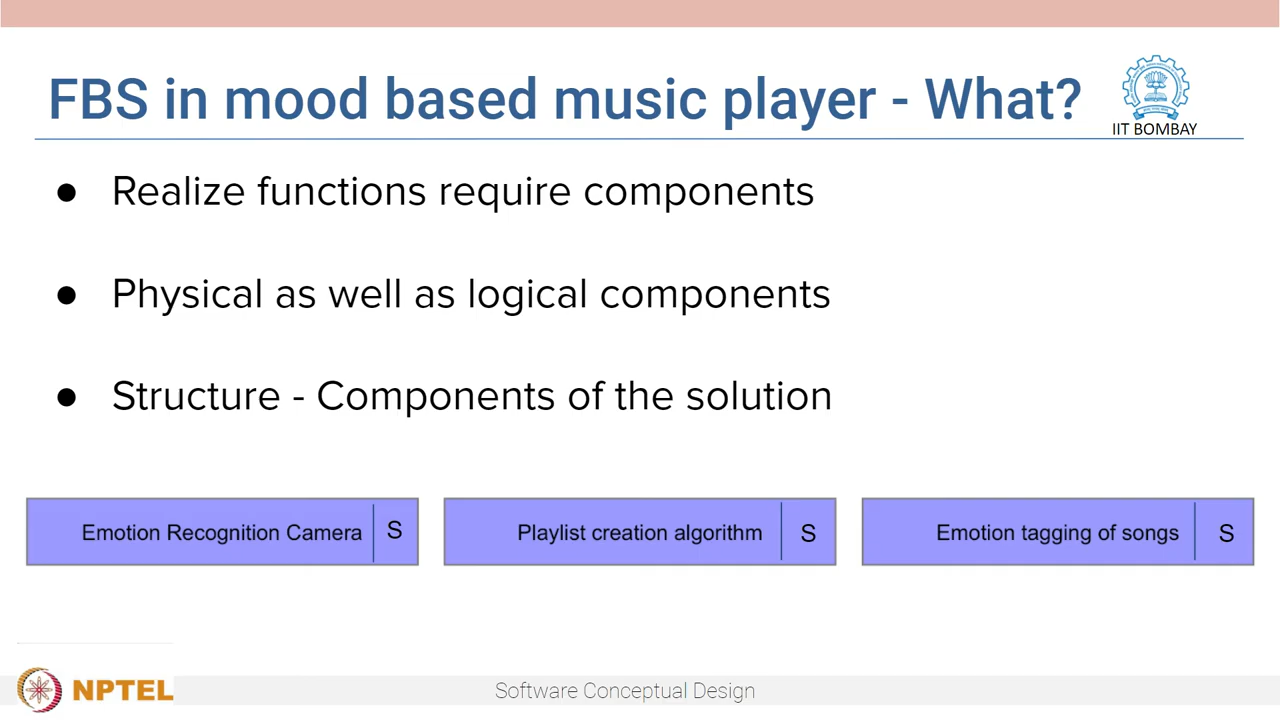 FBS in mood based music player - What?
IIT BOMBAY
● Realize functions require components
● Physical as well as logical components
● Structure - Components of the solution
Emotion Recognition Camera S
Playlist creation algorithm S
Emotion tagging of songs S
NPTEL
Software Conceptual Design